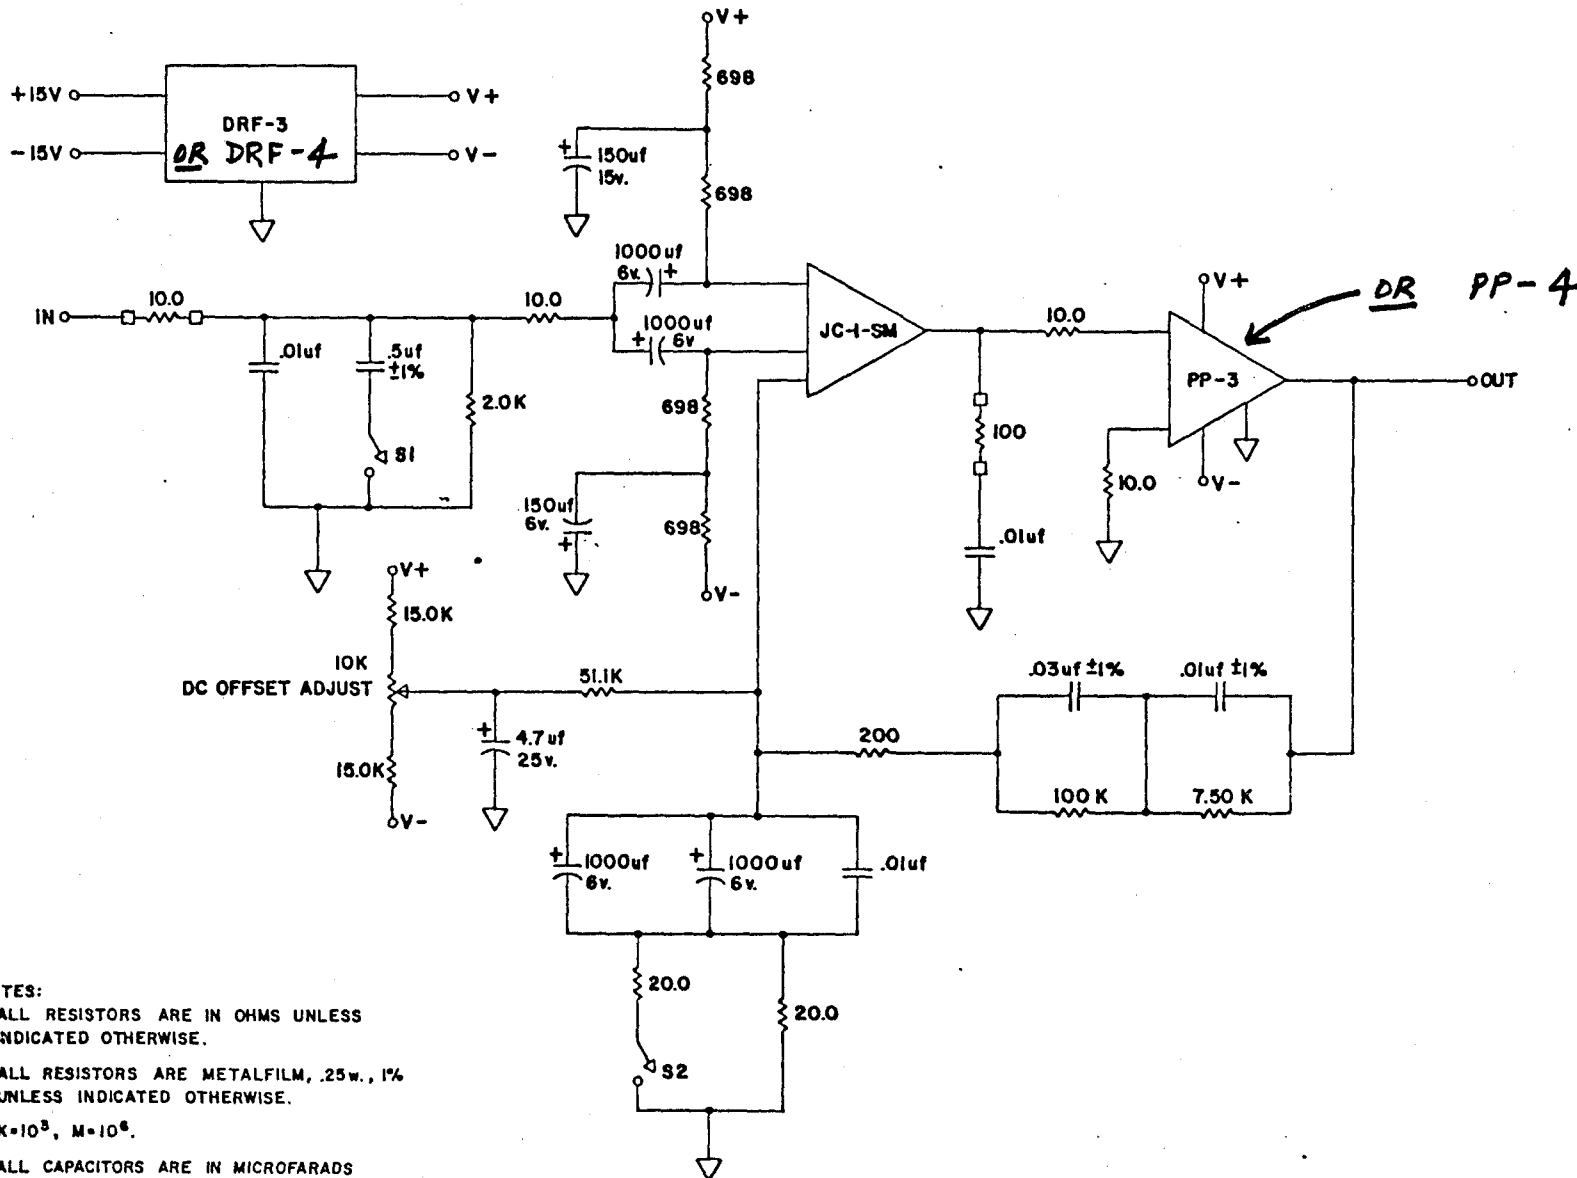 V+
698
+15V
V+
DRF-3
OR DRF-4
-15V
V-
+
150uf
15v.
698
1000uf
6v.
+
IN
10.0
10.0
1000uf
+ 6v
JC-1-SM
10.0
V+
OR PP-4
PP-3
OUT
.01uf
.5uf
±1%
2.0K
S1
698
100
10.0
V-
150uf
6v.
+
698
.01uf
V-
V+
15.0K
10K
DC OFFSET ADJUST
51.1K
.03uf ±1%
.01uf ±1%
+
4.7uf
25v.
200
15.0K
V-
100K
7.50 K
+
1000uf
6v.
+
1000uf
6v.
.01uf
20.0
20.0
S2
TES:
ALL RESISTORS ARE IN OHMS UNLESS
NDICATED OTHERWISE.
ALL RESISTORS ARE METALFILM, .25w., 1%
UNLESS INDICATED OTHERWISE.
K=10³, M=10⁶.
ALL CAPACITORS ARE IN MICROFARADS